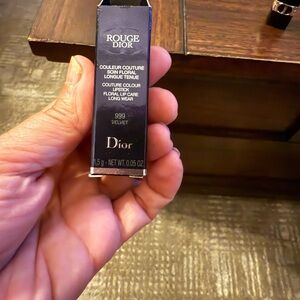 ROUGE
DIOR
COULEUR COUTURE
SOIN FLORAL
LONGUE TENUE
COUTURE COLOUR
LIPSTICK
FLORAL LIP CARE
LONG WEAR
999
VELVET
Dior
1,5 g - NET WT. 0.05 OZ